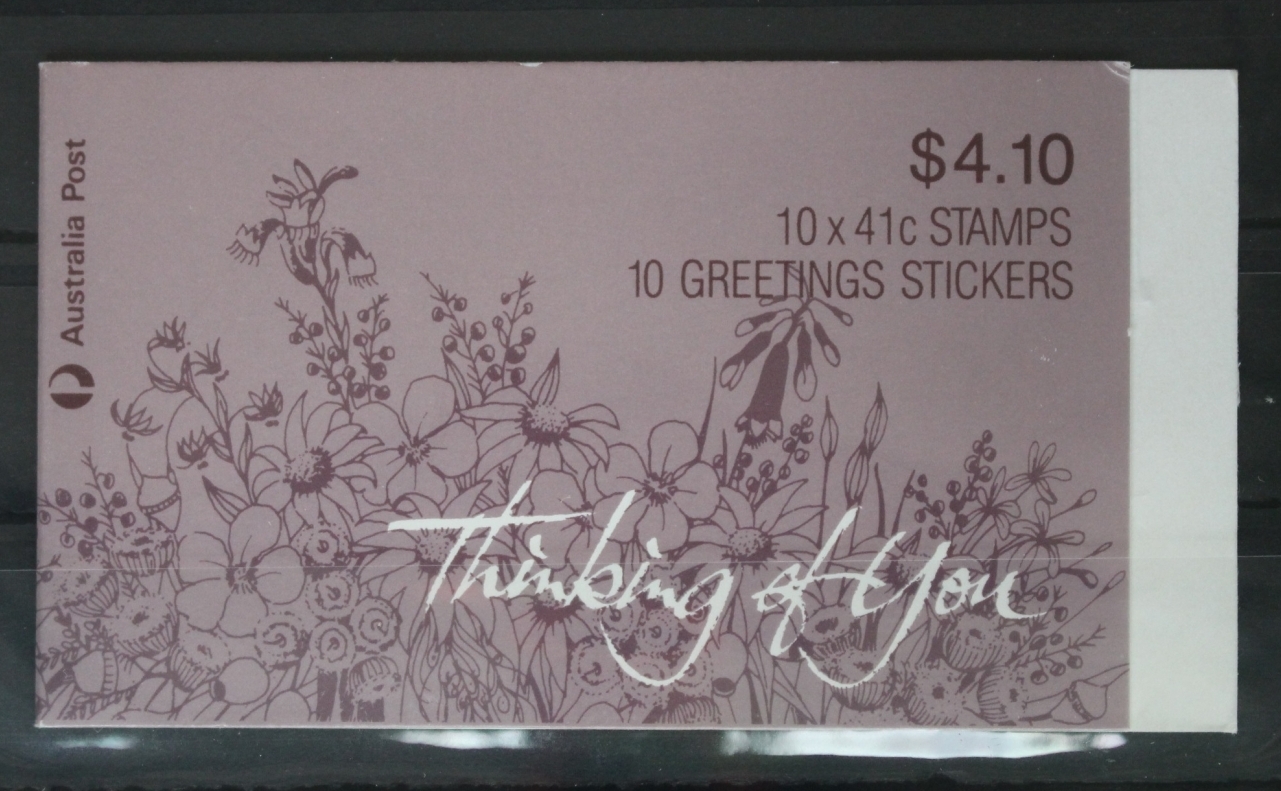 Australia Post
$4.10
10 x 41c STAMPS
10 GREETINGS STICKERS
Thinking of You